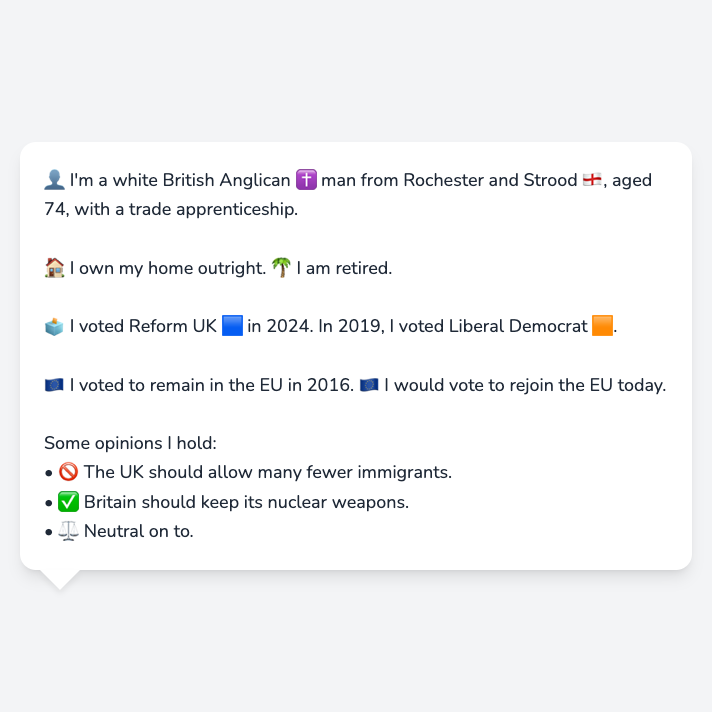 👤 I'm a white British Anglican ✝️ man from Rochester and Strood 🏴󠁧󠁢󠁥󠁮󠁧󠁿, aged
74, with a trade apprenticeship.
🏠 I own my home outright. 🌴 I am retired.
🗳️ I voted Reform UK 🟦 in 2024. In 2019, I voted Liberal Democrat 🟧.
🇪🇺 I voted to remain in the EU in 2016. 🇪🇺 I would vote to rejoin the EU today.
Some opinions I hold:
• 🚫 The UK should allow many fewer immigrants.
• ✅ Britain should keep its nuclear weapons.
• ⚖️ Neutral on to.